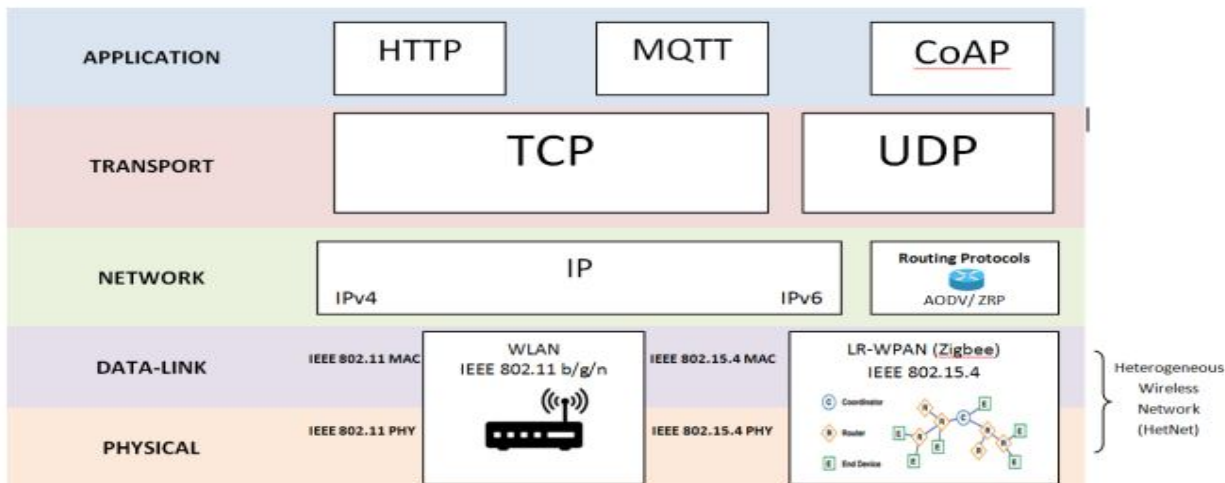 APPLICATION
HTTP
MQTT
CoAP
TRANSPORT
TCP
UDP
NETWORK
IP
IPv4
IPv6
Routing Protocols
AODV/ ZRP
DATA-LINK
IEEE 802.11 MAC
WLAN
IEEE 802.11 b/g/n
IEEE 802.15.4 MAC
LR-WPAN (Zigbee)
IEEE 802.15.4
PHYSICAL
IEEE 802.11 PHY
IEEE 802.15.4 PHY
C Coordinator
R Router
E End Device
C
R
R
R
R
R
R
R
E
E
E
E
E
E
Heterogeneous
Wireless
Network
(HetNet)